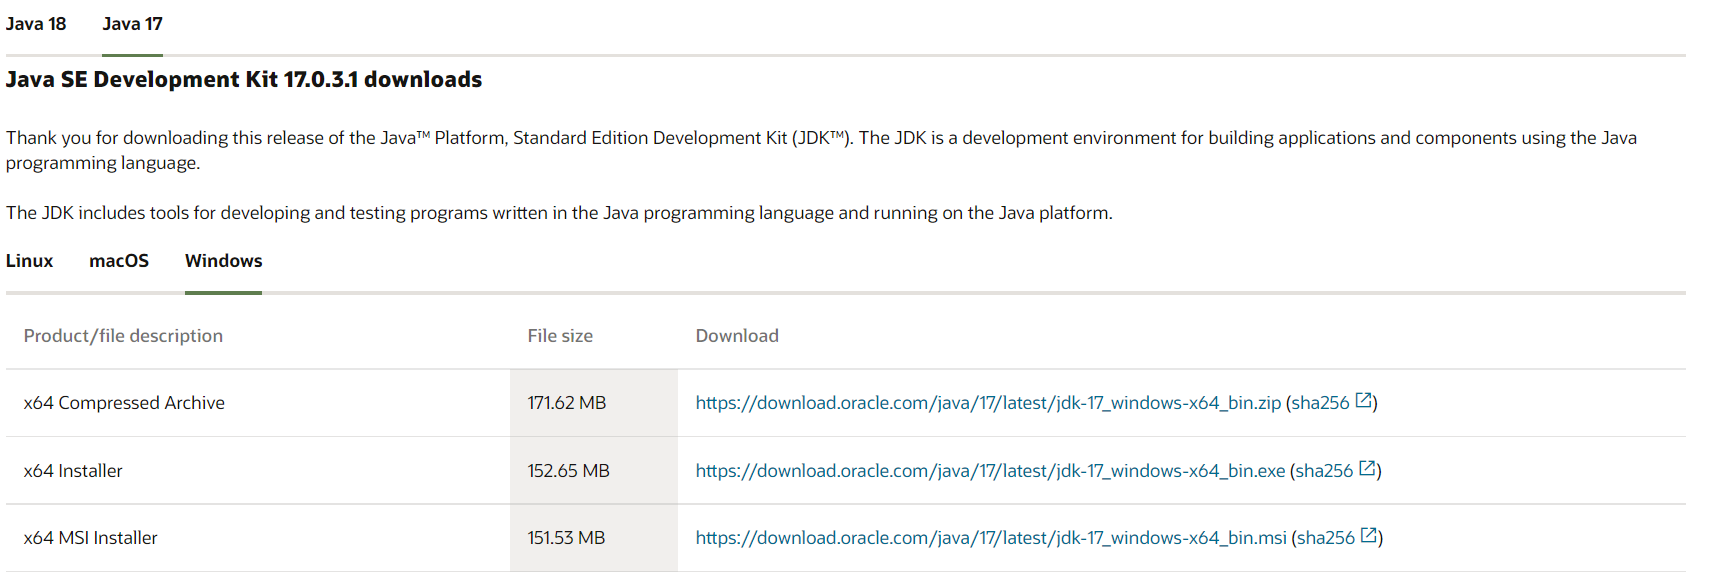 Java 18 Java 17
Java SE Development Kit 17.0.3.1 downloads
Thank you for downloading this release of the Java™ Platform, Standard Edition Development Kit (JDK™). The JDK is a development environment for building applications and components using the Java
programming language.
The JDK includes tools for developing and testing programs written in the Java programming language and running on the Java platform.
Linux macOS Windows
Product/file description File size Download
x64 Compressed Archive 171.62 MB https://download.oracle.com/java/17/latest/jdk-17_windows-x64_bin.zip (sha256)
x64 Installer 152.65 MB https://download.oracle.com/java/17/latest/jdk-17_windows-x64_bin.exe (sha256)
x64 MSI Installer 151.53 MB https://download.oracle.com/java/17/latest/jdk-17_windows-x64_bin.msi (sha256)